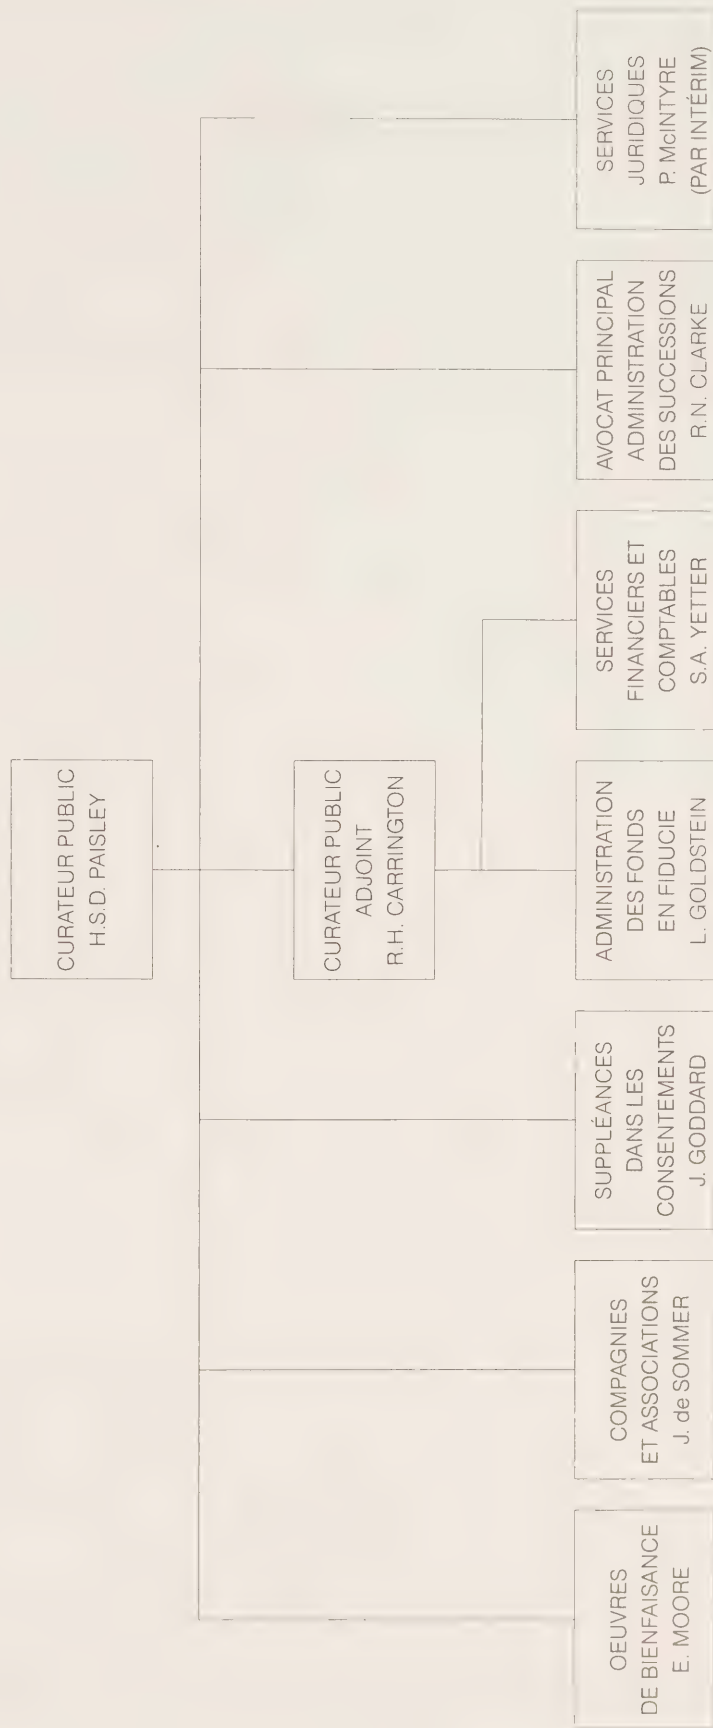 CURATEUR PUBLIC
H.S.D. PAISLEY
CURATEUR PUBLIC
ADJOINT
R.H. CARRINGTON
OEUVRES
DE BIENFAISANCE
E. MOORE
COMPAGNIES
ET ASSOCIATIONS
J. de SOMMER
SUPPLÉANCES
DANS LES
CONSENTEMENTS
J. GODDARD
ADMINISTRATION
DES FONDS
EN FIDUCIE
L. GOLDSTEIN
SERVICES
FINANCIERS ET
COMPTABLES
S.A. YETTER
AVOCAT PRINCIPAL
ADMINISTRATION
DES SUCCESSIONS
R.N. CLARKE
SERVICES
JURIDIQUES
P. McINTYRE
(PAR INTÉRIM)